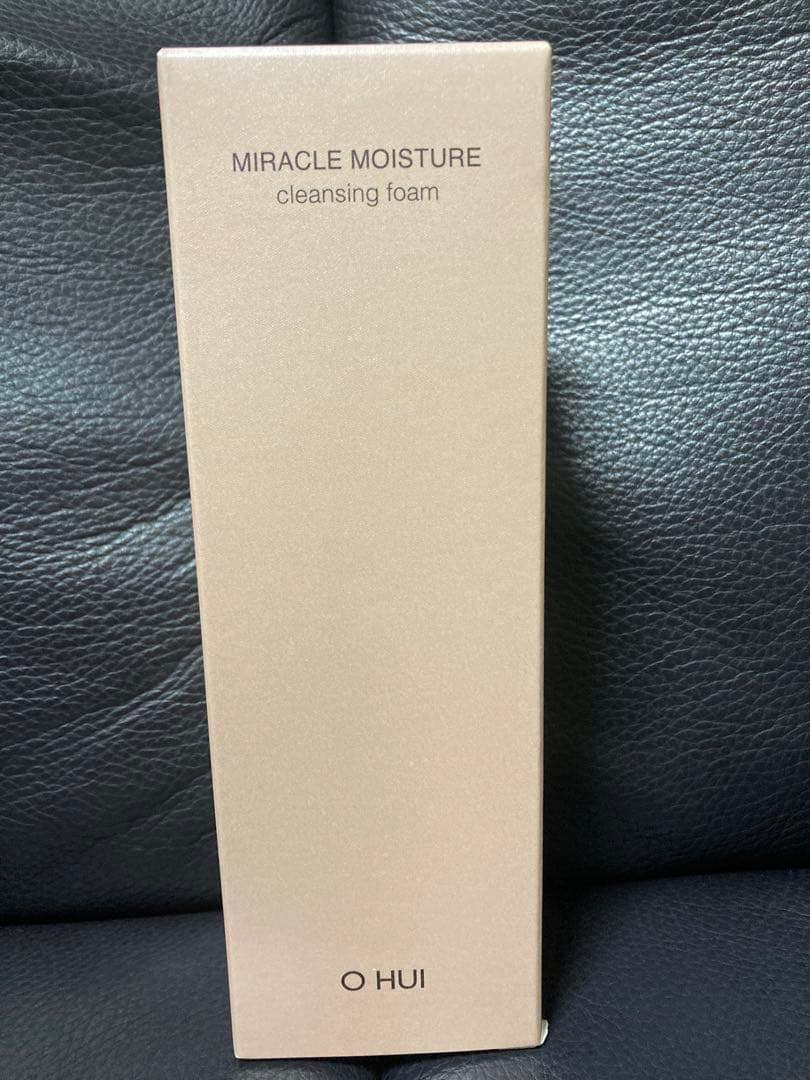 MIRACLE MOISTURE
cleansing foam
O HUI